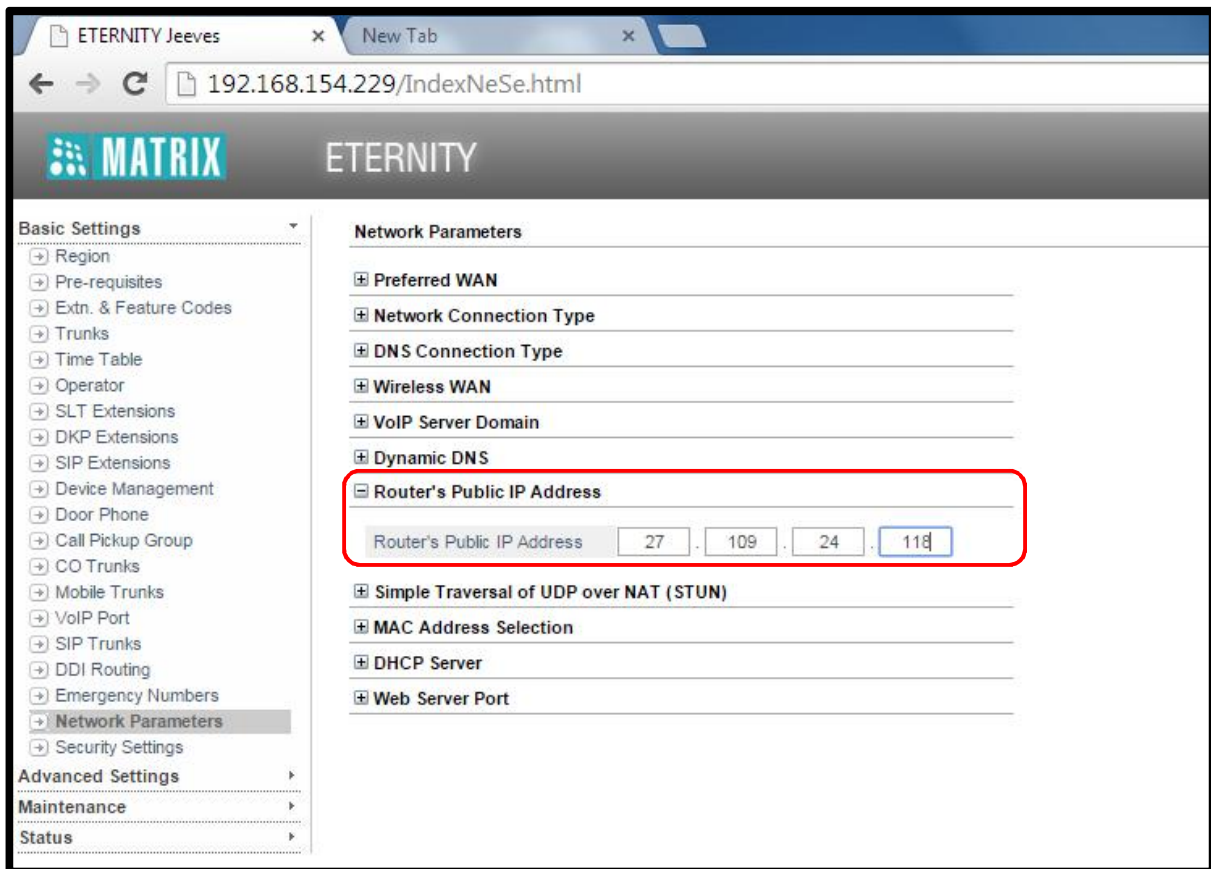 ETERNITY Jeeves
New Tab
192.168.154.229/IndexNeSe.html
MATRIX
ETERNITY
Basic Settings
Region
Pre-requisites
Extn. & Feature Codes
Trunks
Time Table
Operator
SLT Extensions
DKP Extensions
SIP Extensions
Device Management
Door Phone
Call Pickup Group
CO Trunks
Mobile Trunks
VoIP Port
SIP Trunks
DDI Routing
Emergency Numbers
Network Parameters
Security Settings
Advanced Settings
Maintenance
Status
Network Parameters
Preferred WAN
Network Connection Type
DNS Connection Type
Wireless WAN
VoIP Server Domain
Dynamic DNS
Router's Public IP Address
Router's Public IP Address 27 . 109 . 24 . 118
Simple Traversal of UDP over NAT (STUN)
MAC Address Selection
DHCP Server
Web Server Port